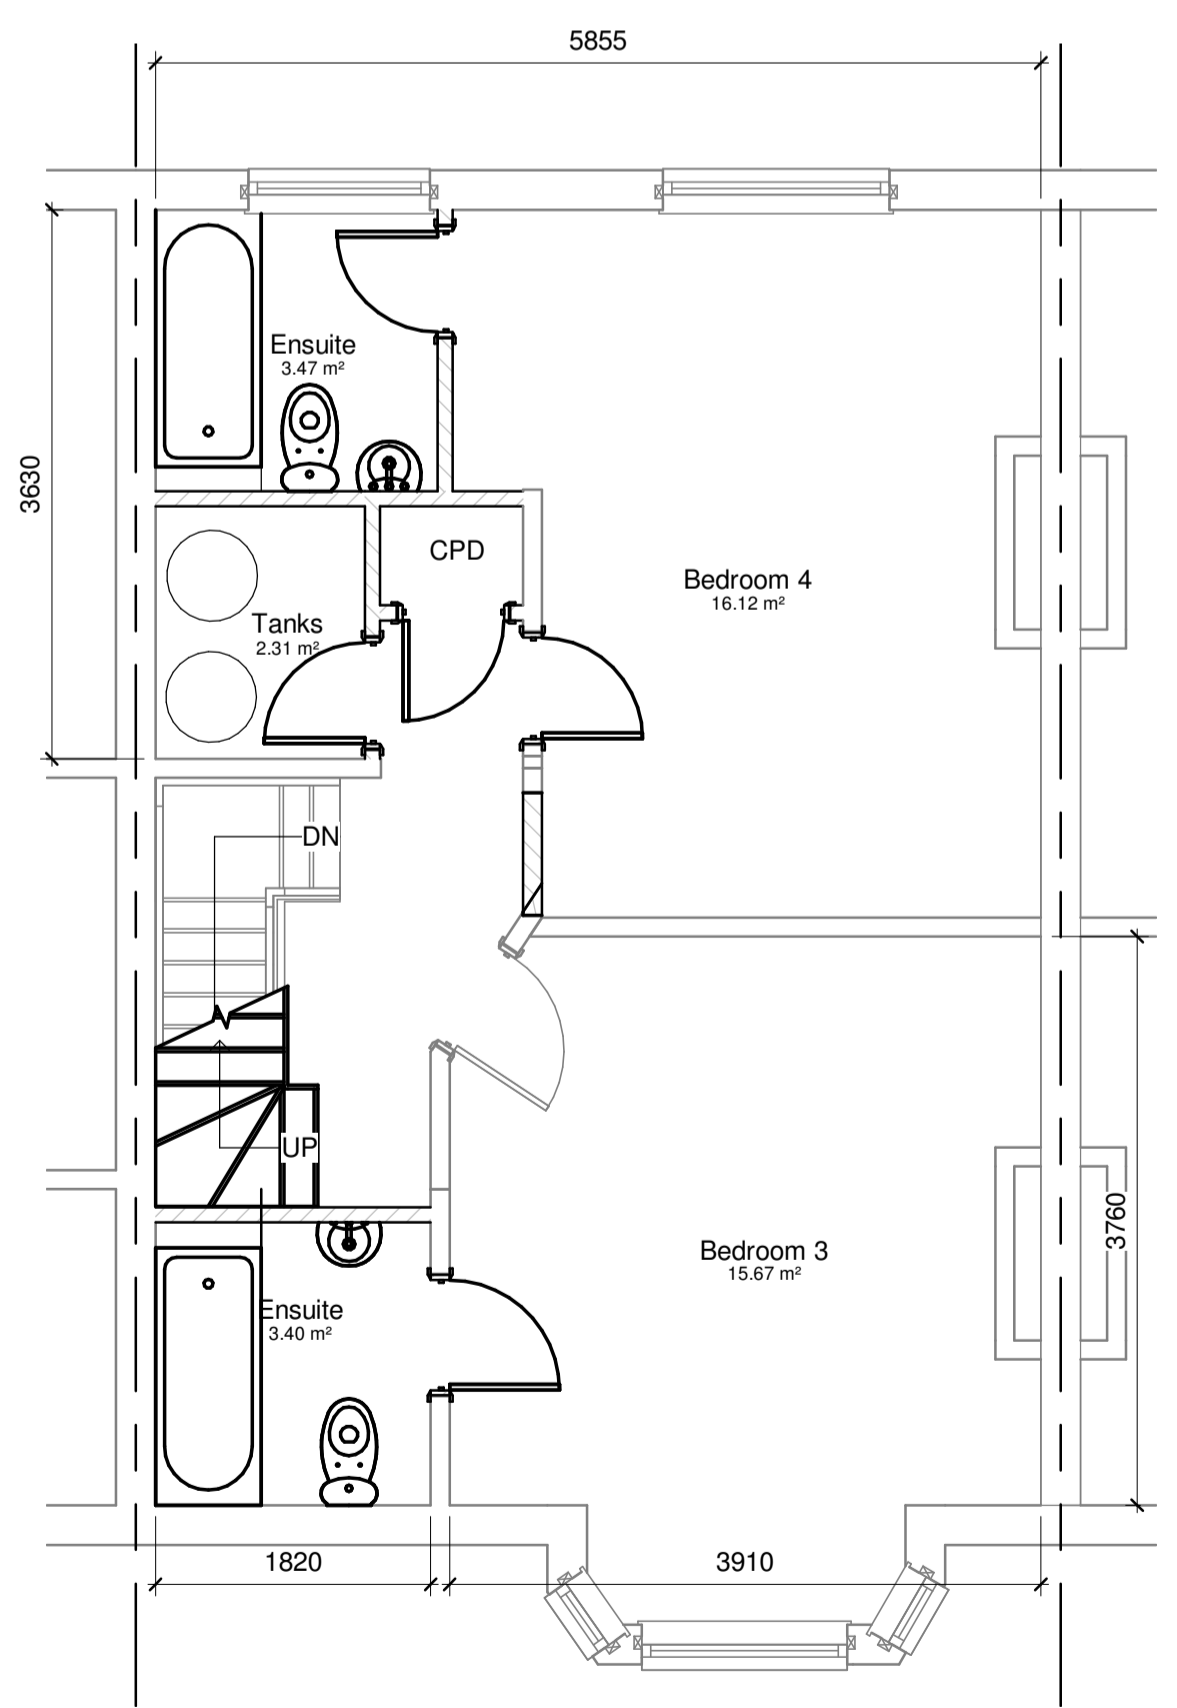 5855
Ensuite
3.47 m²
3630
CPD
Bedroom 4
16.12 m²
Tanks
2.31 m²
DN
UP
3760
Bedroom 3
15.67 m²
Ensuite
3.40 m²
1820
3910